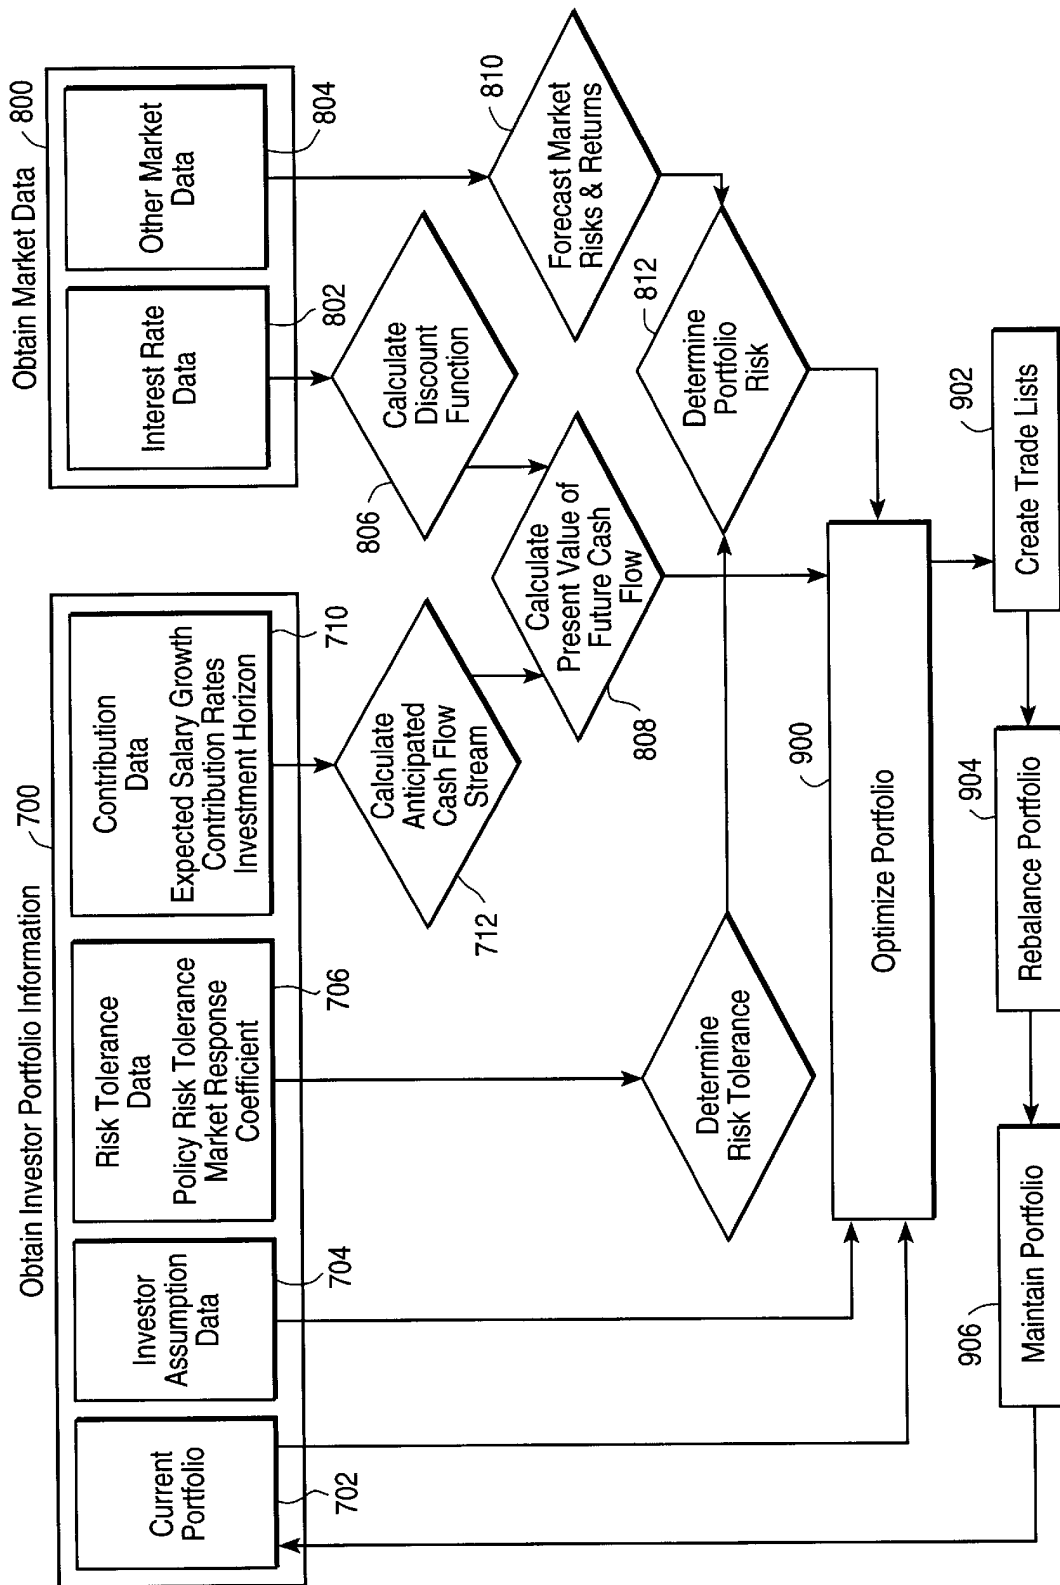 Obtain Investor Portfolio Information
700
Current
Portfolio
702
Investor
Assumption
Data
704
Risk Tolerance
Data
Policy Risk Tolerance
Market Response
Coefficient
706
Contribution
Data
Expected Salary Growth
Contribution Rates
Investment Horizon
710
Obtain Market Data
800
Interest Rate
Data
802
Other Market
Data
804
Calculate
Anticipated
Cash Flow
Stream
712
Calculate
Discount
Function
806
Calculate
Present Value of
Future Cash
Flow
808
Forecast Market
Risks & Returns
810
Determine
Risk Tolerance
Determine
Portfolio
Risk
812
Optimize Portfolio
900
Maintain Portfolio
906
Rebalance Portfolio
904
Create Trade Lists
902